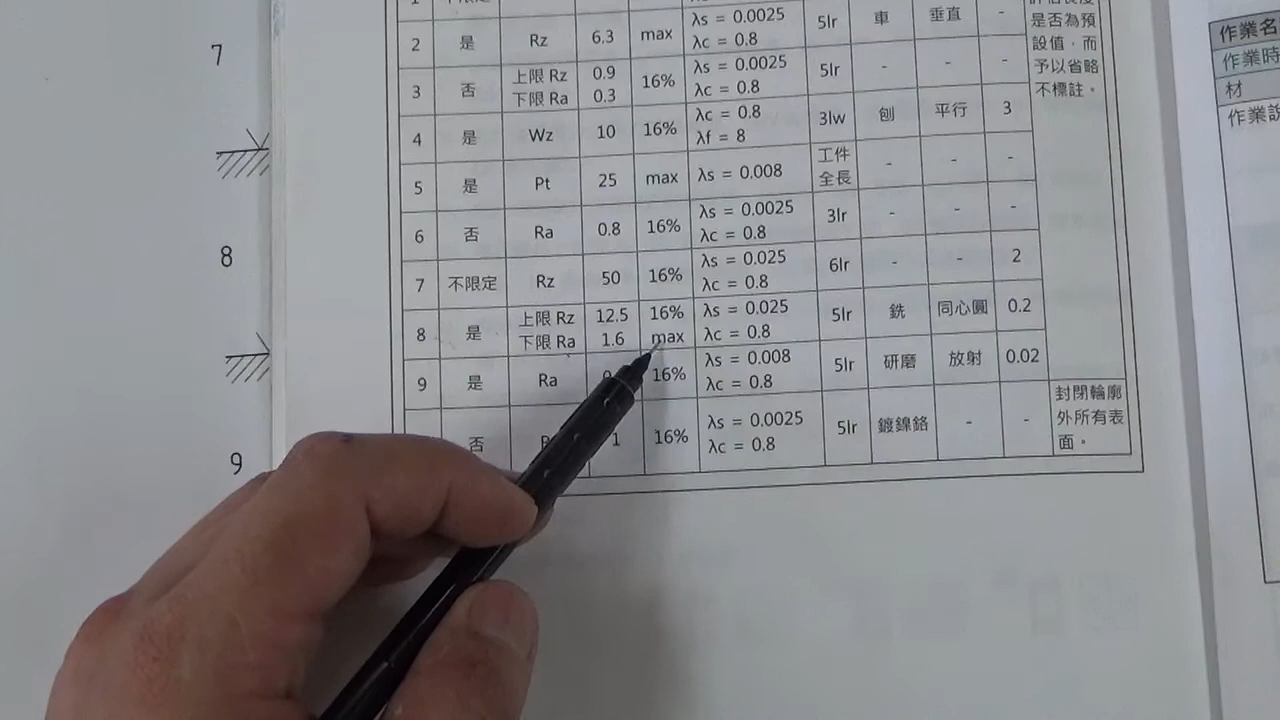 7
8
9
2 是 Rz 6.3 max λs = 0.0025 λc = 0.8 5lr 車 垂直 -
是否為預
設值，而
予以省略
不標註。
3 否 上限 Rz 下限 Ra 0.9 0.3 16% λs = 0.0025 λc = 0.8 5lr - - -
4 是 Wz 10 16% λc = 0.8 λf = 8 3lw 刨 平行 3
5 是 Pt 25 max λs = 0.008 工件全長 - - -
6 否 Ra 0.8 16% λs = 0.0025 λc = 0.8 3lr - - -
7 不限定 Rz 50 16% λs = 0.025 λc = 0.8 6lr - - 2
8 是 上限 Rz 下限 Ra 12.5 1.6 16% max λs = 0.025 λc = 0.8 5lr 銑 同心圓 0.2
9 是 Ra 16% λs = 0.008 λc = 0.8 5lr 研磨 放射 0.02
否 1 16% λs = 0.0025 λc = 0.8 5lr 鍍鎳鉻 - -
封閉輪廓
外所有表
面。
作業名
作業時
材
作業說